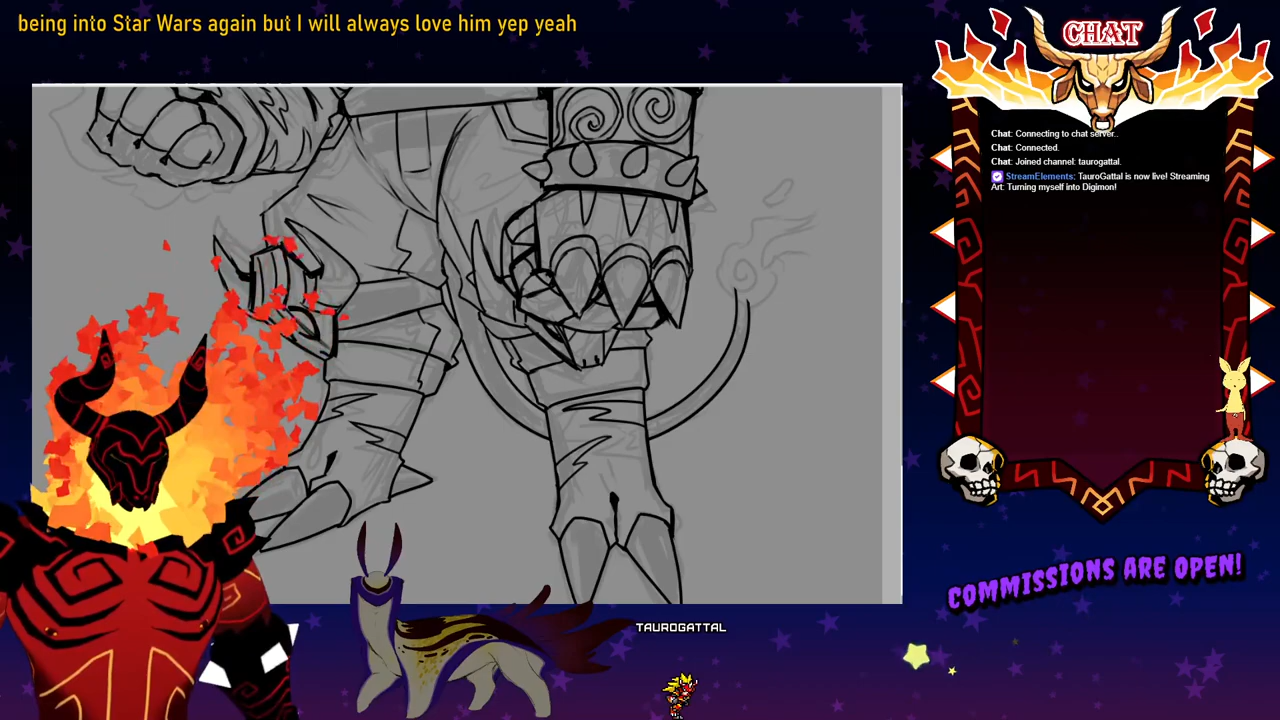 being into Star Wars again but I will always love him yep yeah
CHAT
Chat: Connecting to chat server..
Chat: Connected.
Chat: Joined channel: taurogattal.
StreamElements: TauroGattal is now live! Streaming
Art: Turning myself into Digimon!
COMMISSIONS ARE OPEN!
TAUROGATTAL